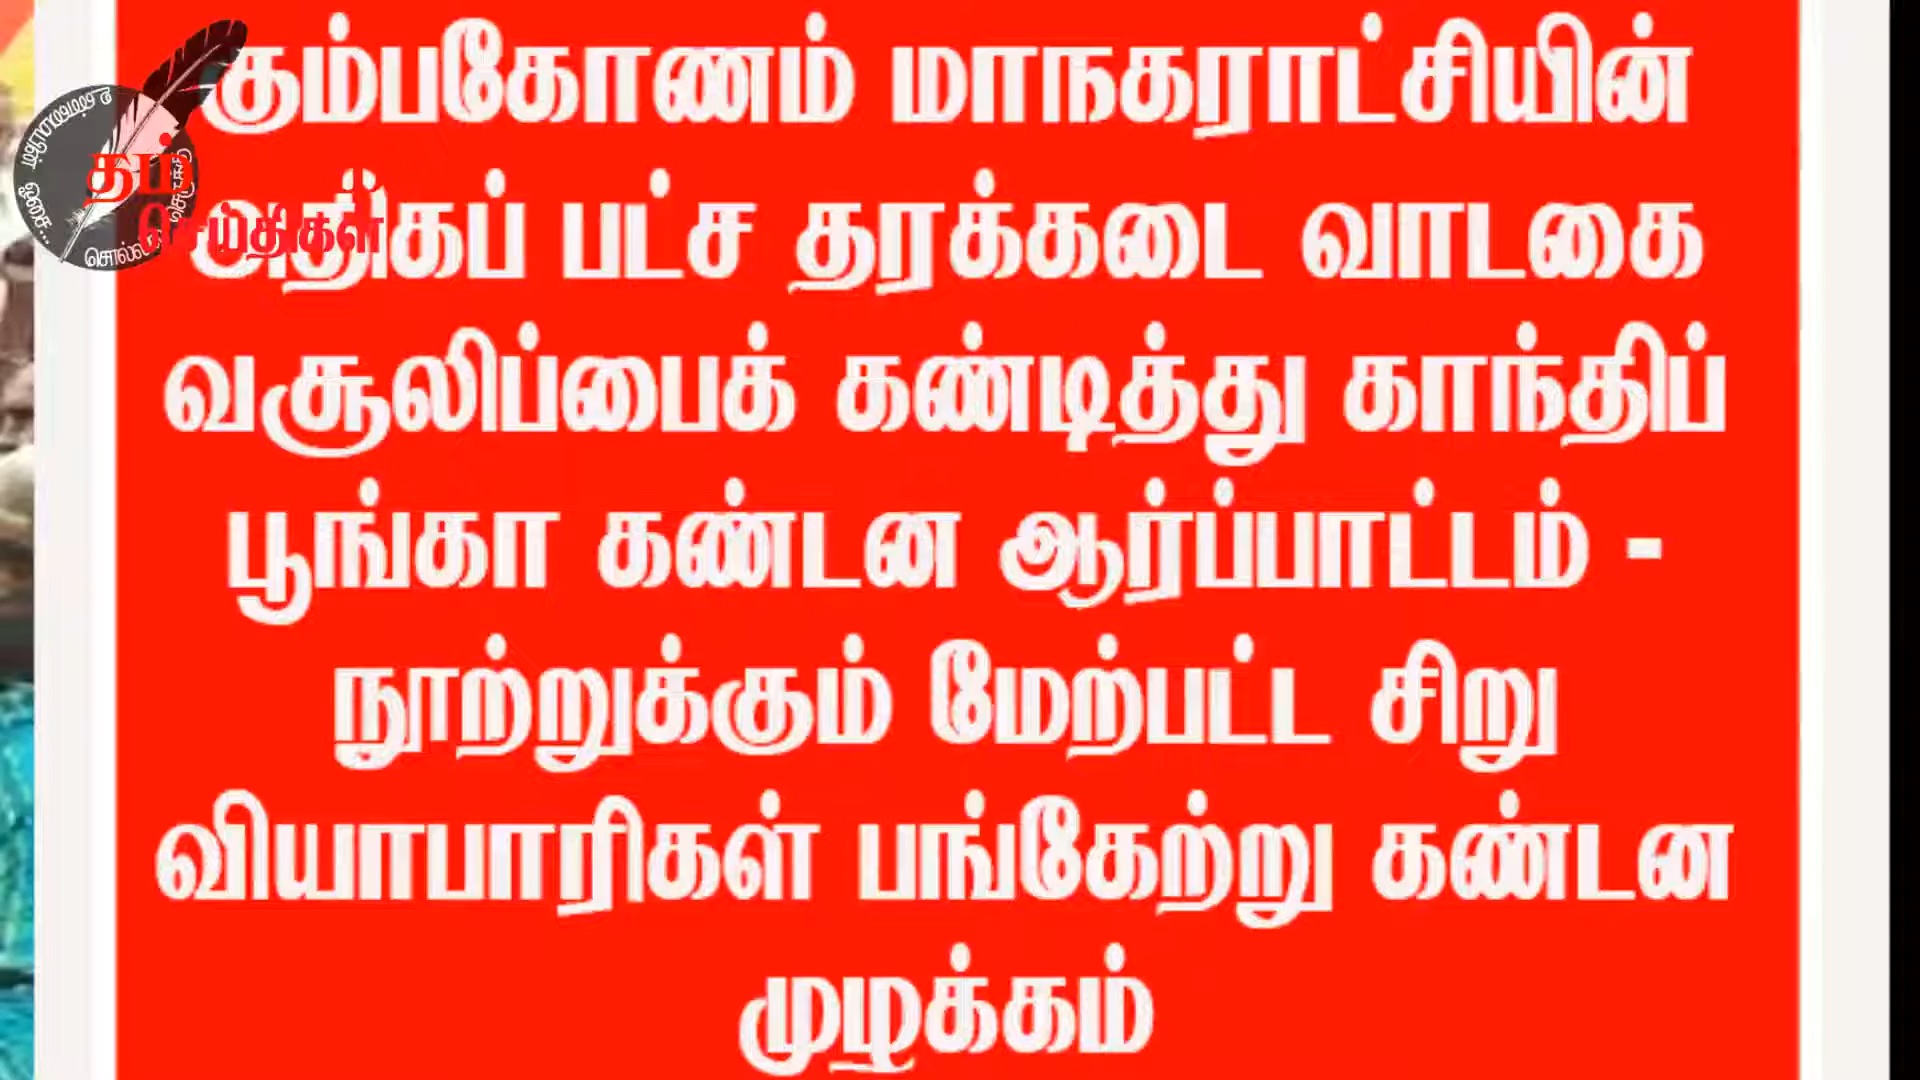 கும்பகோணம் மாநகராட்சியின்
அதிகப் பட்ச தரக்கடை வாடகை
வசூலிப்பைக் கண்டித்து காந்திப்
பூங்கா கண்டன ஆர்ப்பாட்டம் -
நூற்றுக்கும் மேற்பட்ட சிறு
வியாபாரிகள் பங்கேற்று கண்டன
முழக்கம்
செய்திகள்